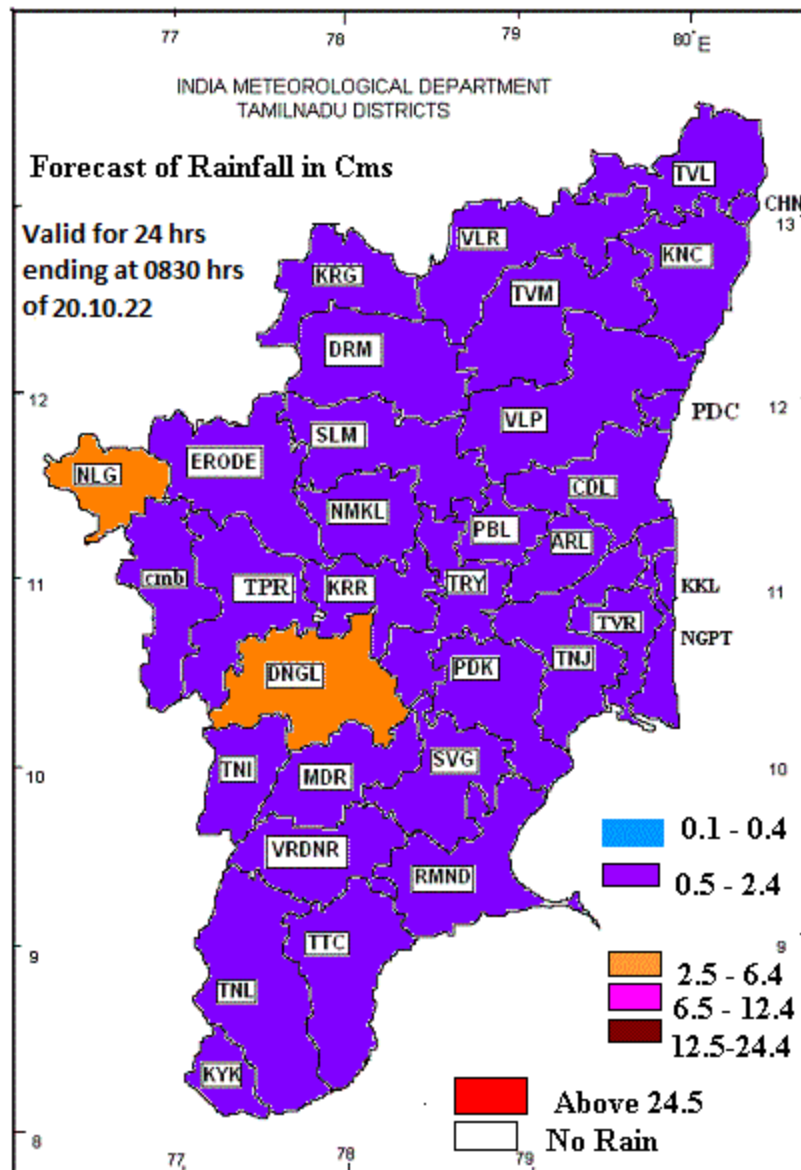 77 78 79 80°E
INDIA METEOROLOGICAL DEPARTMENT
TAMILNADU DISTRICTS
Forecast of Rainfall in Cms
TVL
CHN
13
Valid for 24 hrs
ending at 0830 hrs
of 20.10.22
VLR
KNC
KRG
TVM
DRM
12
12
PDC
VLP
SLM
ERODE
NLG
CDL
NMKL
PBL
ARL
11
cmb
TPR
KRR
TRY
KKL
11
TVR
NGPT
DNGL
PDK
TNJ
10
TNI
MDR
SVG
10
0.1 - 0.4
VRDNR
RMND
0.5 - 2.4
9
TTC
9
TNL
2.5 - 6.4
6.5 - 12.4
12.5-24.4
KYK
Above 24.5
No Rain
8
77 78 79